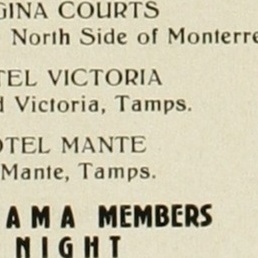 GINA COURTS
North Side of Monterre
TEL VICTORIA
d Victoria, Tamps.
OTEL MANTE
Mante, Tamps.
AMA MEMBERS
NIGHT